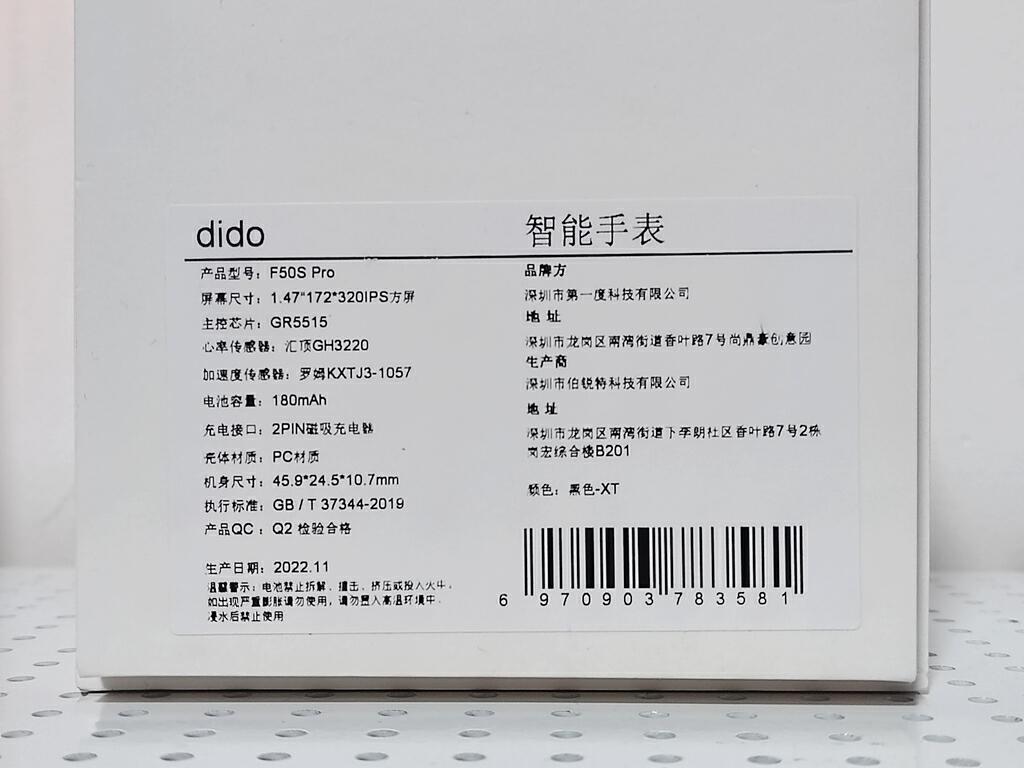 dido
智能手表
产品型号：F50S Pro
屏幕尺寸：1.47"172*320IPS方屏
主控芯片：GR5515
心率传感器：汇顶GH3220
加速度传感器：罗姆KXTJ3-1057
电池容量：180mAh
充电接口：2PIN磁吸充电器
壳体材质：PC材质
机身尺寸：45.9*24.5*10.7mm
执行标准：GB / T 37344-2019
产品QC：Q2 检验合格
生产日期：2022.11
温馨警示：电池禁止拆解、撞击、挤压或投入火中。
如出现严重膨胀请勿使用，请勿置入高温环境中。
浸水后禁止使用
品牌方
深圳市第一度科技有限公司
地 址
深圳市龙岗区南湾街道香叶路7号尚鼎豪创意园
生产商
深圳市伯锐特科技有限公司
地 址
深圳市龙岗区南湾街道下李朗社区香叶路7号2栋
岗宏综合楼B201
颜色：黑色-XT
6 970903 783581